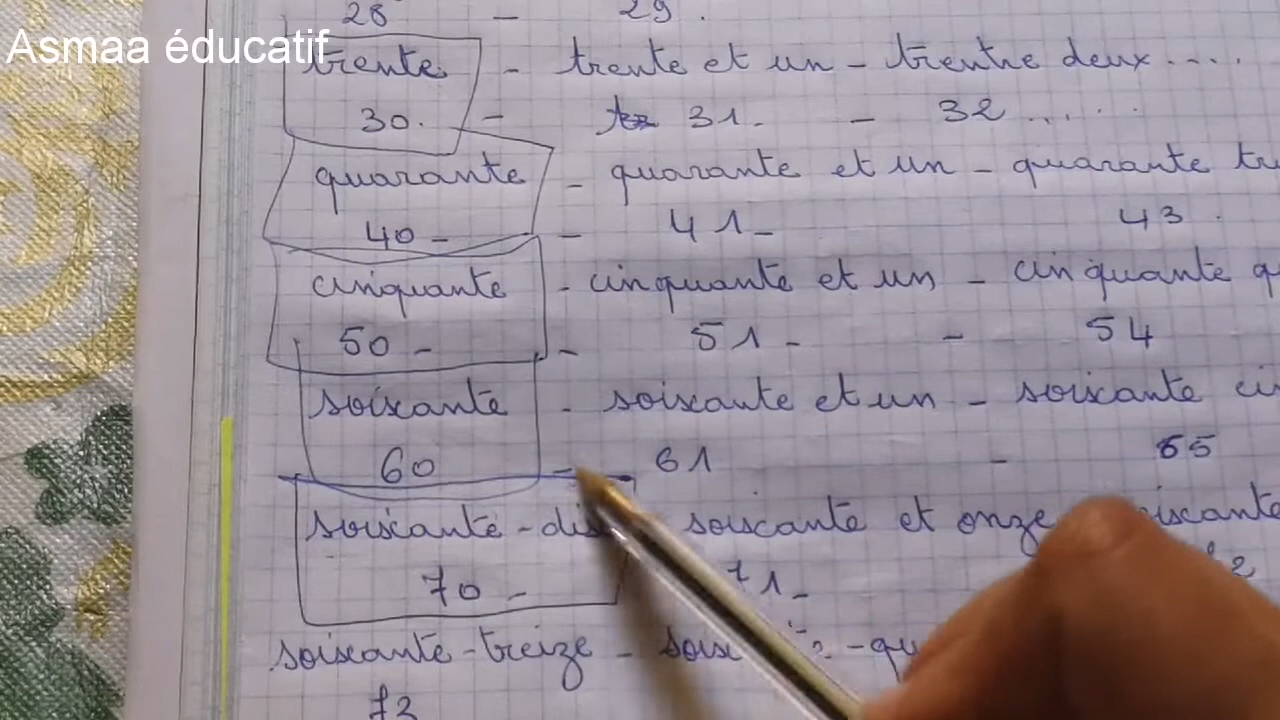 28 - 29.
Asmaa éducatif
trente - trente et un - trentre deux....
30. - 31. - 32.....
quarante - quarante et un - quarante
40 - - 41 - 43.
cinquante - cinquante et un - cinquante
50 - - 51 - - 54
soixante - soixante et un - soixante
60 - 61 - 65
soixante-dix soixante et onze
70 - 71 -
soixante-treize -
73